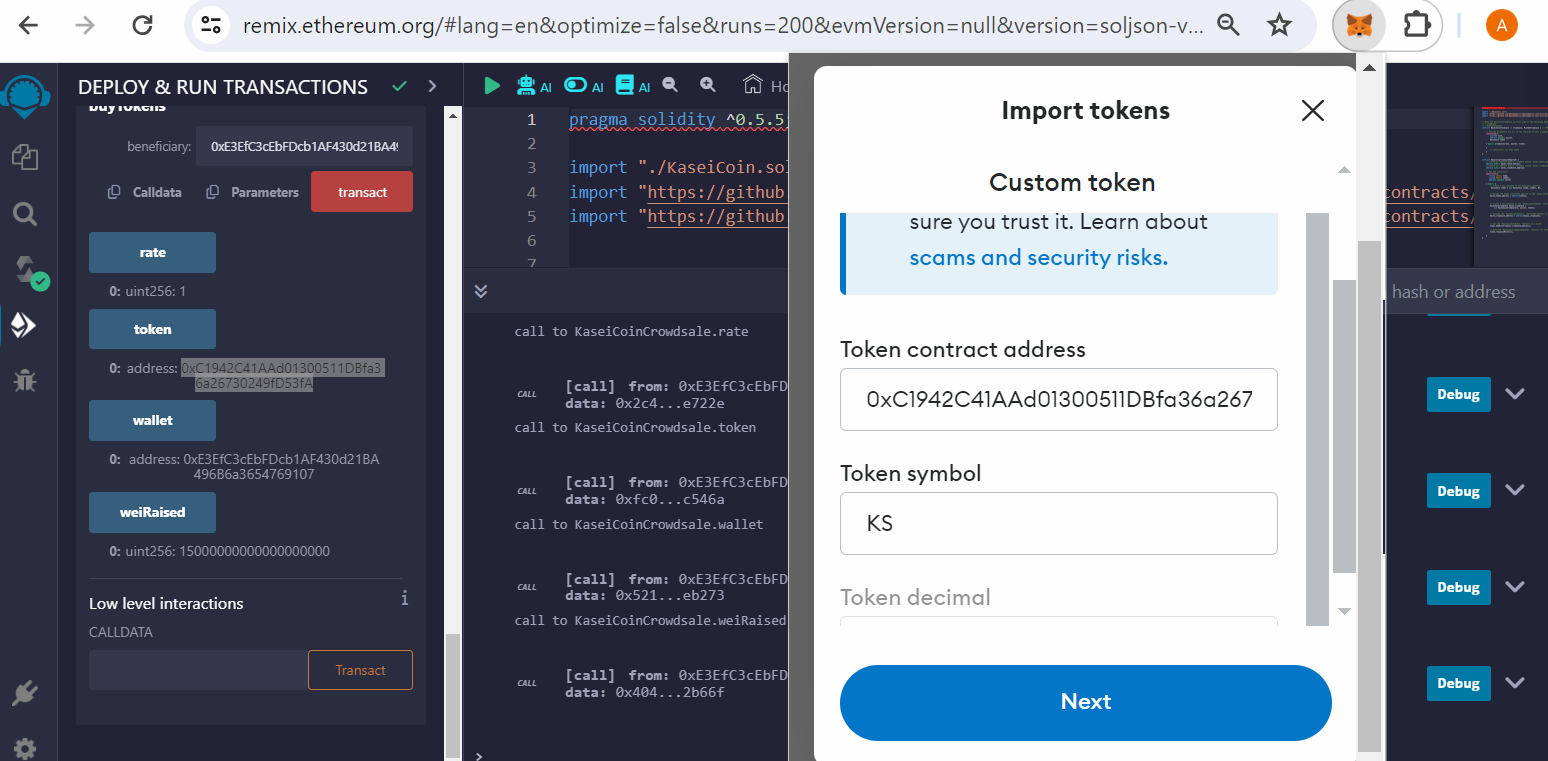 remix.ethereum.org/#lang=en&optimize=false&runs=200&evmVersion=null&version=soljson-v...
A
DEPLOY & RUN TRANSACTIONS
buyTokens
beneficiary:
0xE3EfC3cEbFDcb1AF430d21BA49
Calldata
Parameters
transact
rate
0: uint256: 1
token
0: address: 0xC1942C41AAd01300511DBfa3
6a26730249fD53fA
wallet
0: address: 0xE3EfC3cEbFDcb1AF430d21BA
496B6a3654769107
weiRaised
0: uint256: 15000000000000000000
Low level interactions
i
CALLDATA
Transact
AI
AI
AI
Ho
1 pragma solidity ^0.5.5;
2
3 import "./KaseiCoin.sol
4 import "https://github
5 import "https://github
6
7
contracts/
contracts/
hash or address
call to KaseiCoinCrowdsale.rate
CALL
[call] from: 0xE3EfC3cEbFD
data: 0x2c4...e722e
Debug
call to KaseiCoinCrowdsale.token
CALL
[call] from: 0xE3EfC3cEbFD
data: 0xfc0...c546a
Debug
call to KaseiCoinCrowdsale.wallet
CALL
[call] from: 0xE3EfC3cEbFD
data: 0x521...eb273
Debug
call to KaseiCoinCrowdsale.weiRaised
CALL
[call] from: 0xE3EfC3cEbFD
data: 0x404...2b66f
Debug
>
Import tokens
Custom token
sure you trust it. Learn about
scams and security risks.
Token contract address
0xC1942C41AAd01300511DBfa36a267
Token symbol
KS
Token decimal
Next